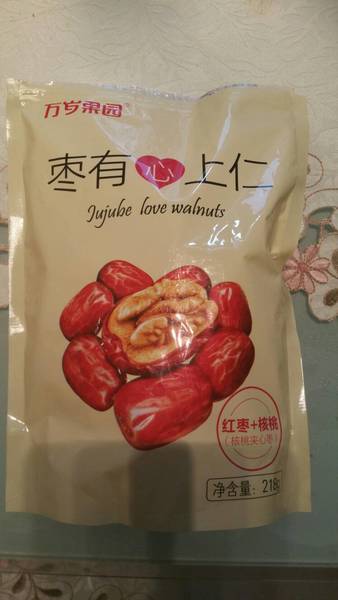 万岁果园
枣有心上仁
Jujube love walnuts
红枣+核桃
(核桃夹心枣)
净含量: 218g